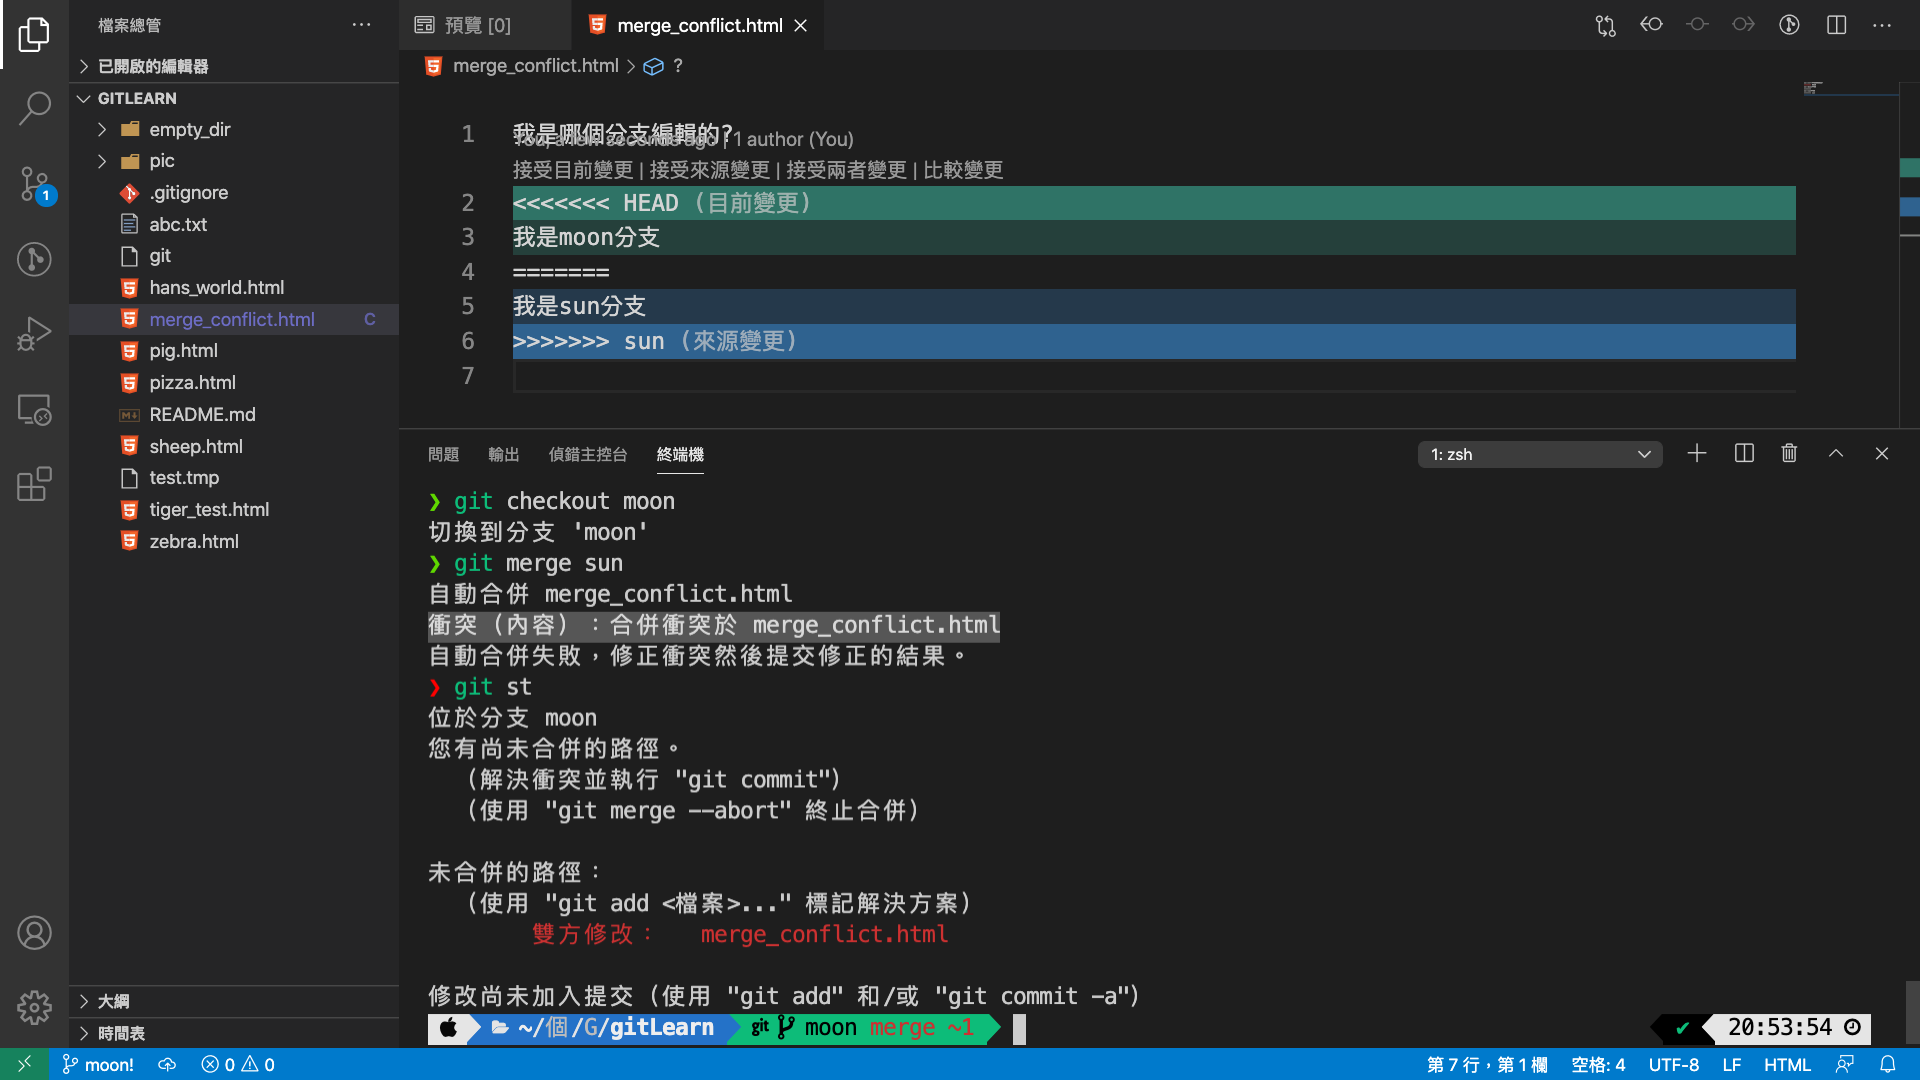 檔案總管
已開啟的編輯器
GITLEARN
empty_dir
pic
.gitignore
abc.txt
git
hans_world.html
merge_conflict.html C
pig.html
pizza.html
README.md
sheep.html
test.tmp
tiger_test.html
zebra.html
大綱
時間表
1
預覽 [0]
merge_conflict.html
merge_conflict.html > ?
1 我是哪個分支編輯的?
You, a few seconds ago | 1 author (You)
接受目前變更 | 接受來源變更 | 接受兩者變更 | 比較變更
2 <<<<<<< HEAD (目前變更)
3 我是moon分支
4 =======
5 我是sun分支
6 >>>>>>> sun (來源變更)
7
問題 輸出 偵錯主控台 終端機
1: zsh
❯ git checkout moon
切換到分支 'moon'
❯ git merge sun
自動合併 merge_conflict.html
衝突（內容）：合併衝突於 merge_conflict.html
自動合併失敗，修正衝突然後提交修正的結果。
❯ git st
位於分支 moon
您有尚未合併的路徑。
（解決衝突並執行 "git commit"）
（使用 "git merge --abort" 終止合併）
未合併的路徑：
（使用 "git add <檔案>..." 標記解決方案）
雙方修改： merge_conflict.html
修改尚未加入提交（使用 "git add" 和/或 "git commit -a"）
~/個/G/gitLearn git moon merge ~1
✔ 20:53:54
moon! 0 0
第 7 行，第 1 欄 空格: 4 UTF-8 LF HTML